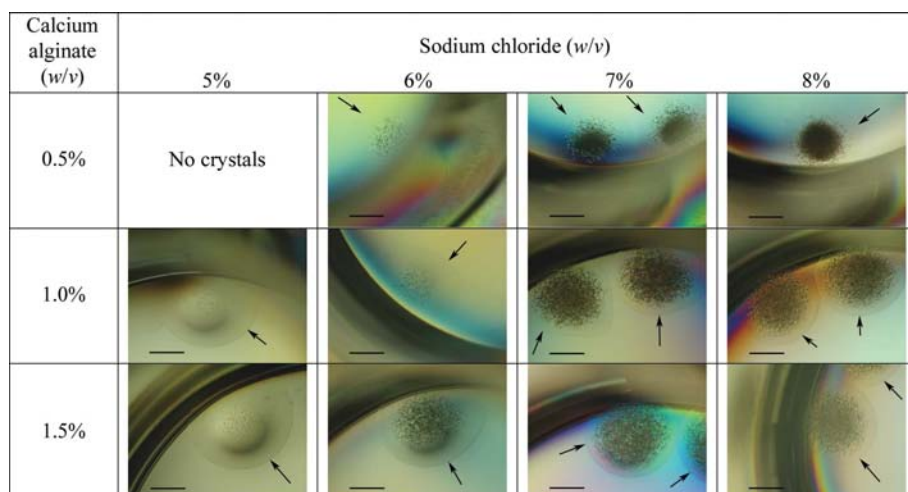 Calcium
alginate
(w/v)
Sodium chloride (w/v)
5% 6% 7% 8%
0.5% No crystals
1.0%
1.5%